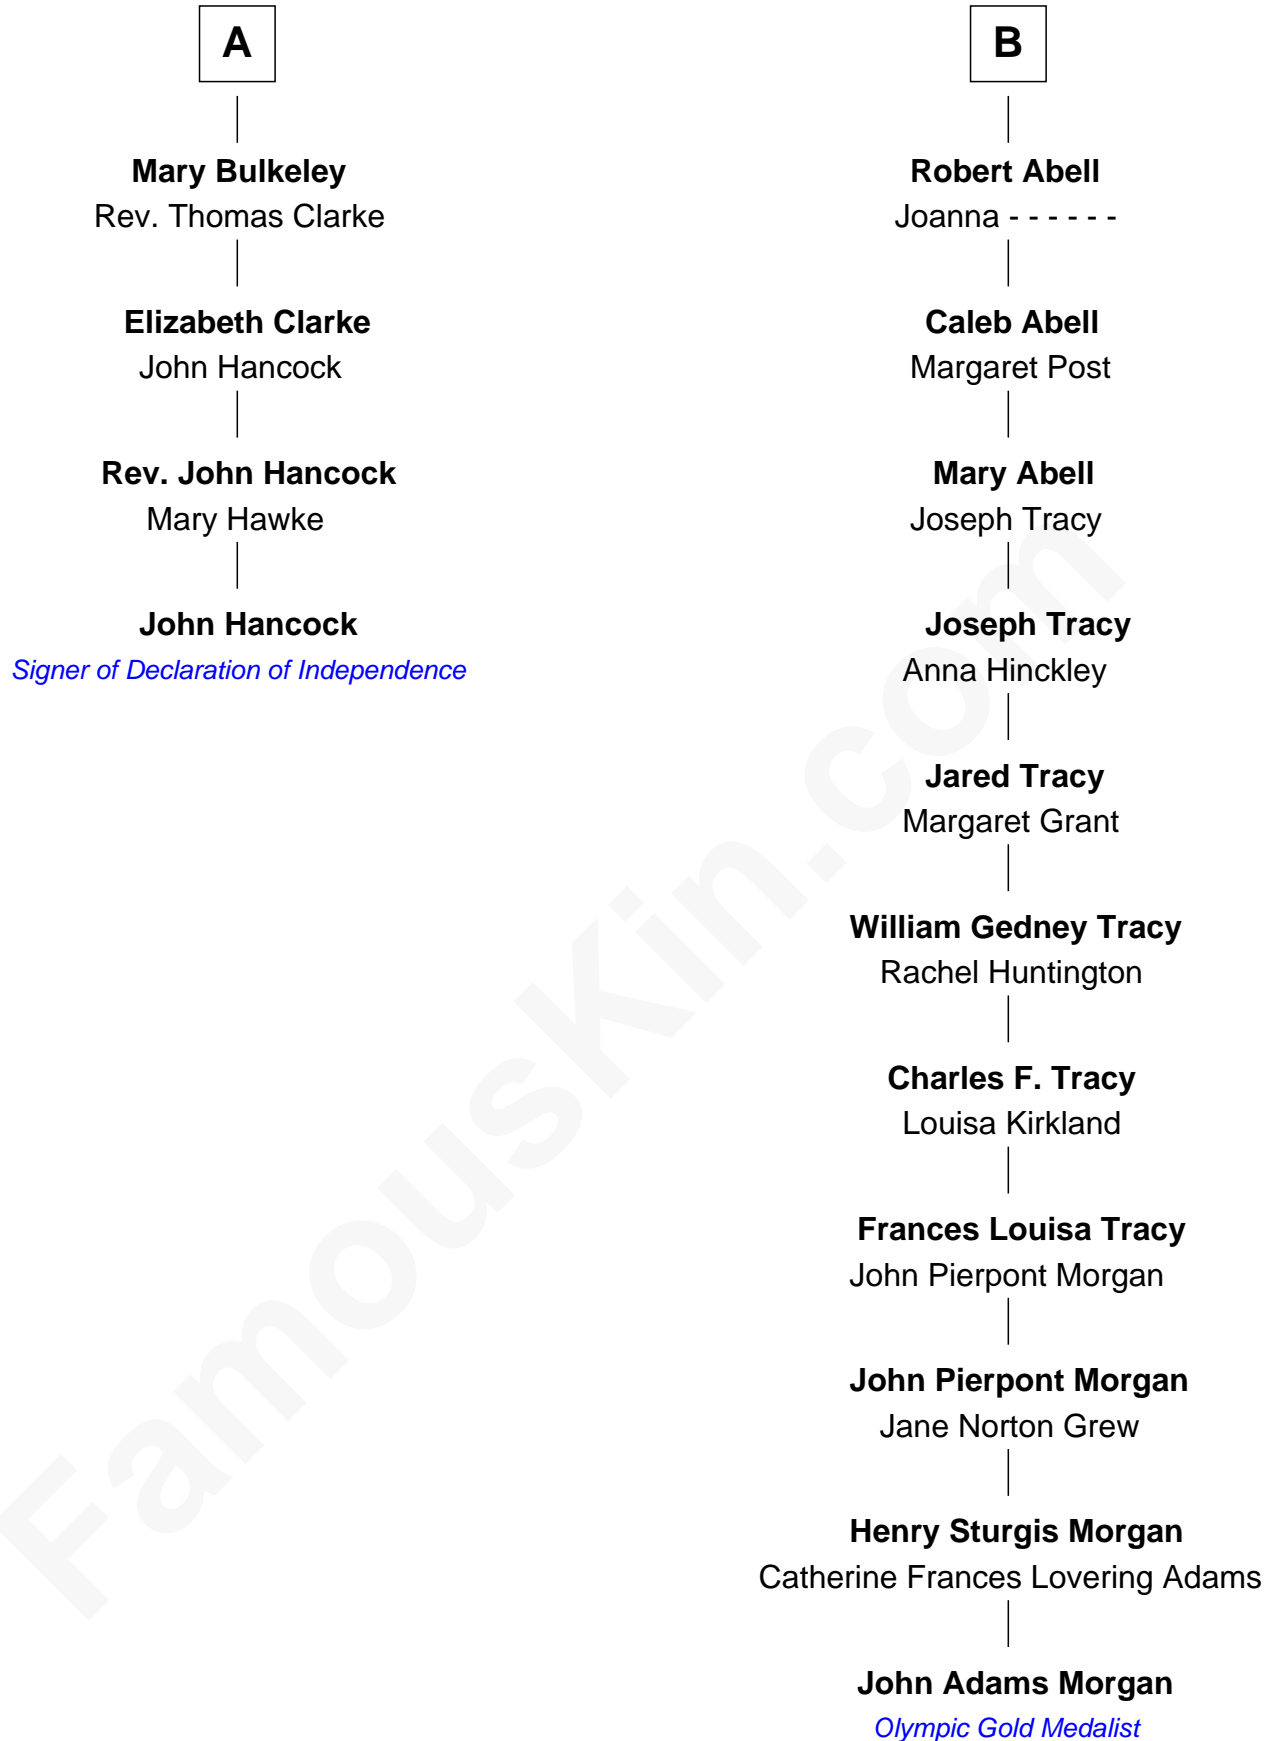 A
Mary Bulkeley
Rev. Thomas Clarke
Elizabeth Clarke
John Hancock
Rev. John Hancock
Mary Hawke
John Hancock
Signer of Declaration of Independence
B
Robert Abell
Joanna - - - - - -
Caleb Abell
Margaret Post
Mary Abell
Joseph Tracy
Joseph Tracy
Anna Hinckley
Jared Tracy
Margaret Grant
William Gedney Tracy
Rachel Huntington
Charles F. Tracy
Louisa Kirkland
Frances Louisa Tracy
John Pierpont Morgan
John Pierpont Morgan
Jane Norton Grew
Henry Sturgis Morgan
Catherine Frances Lovering Adams
John Adams Morgan
Olympic Gold Medalist
FamousKin.com